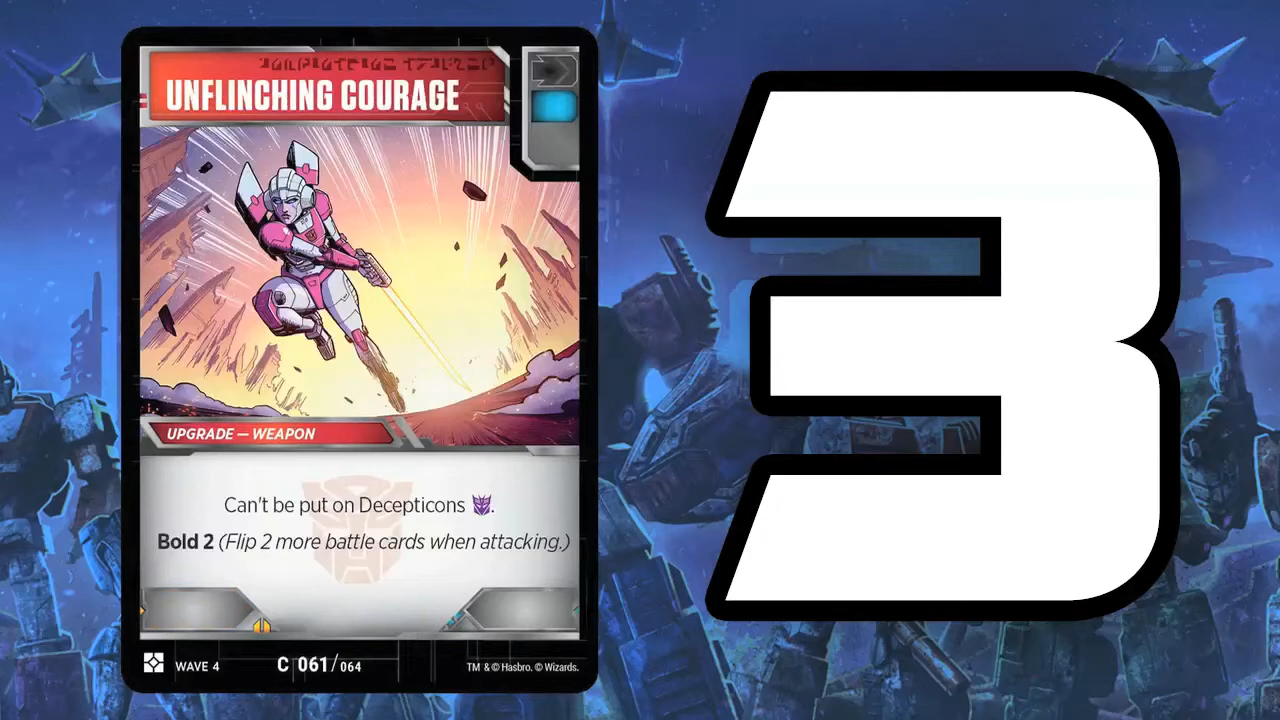 UNFLINCHING COURAGE
3
UPGRADE — WEAPON
Can't be put on Decepticons .
Bold 2 (Flip 2 more battle cards when attacking.)
WAVE 4 C 061/064 TM & © Hasbro. © Wizards.